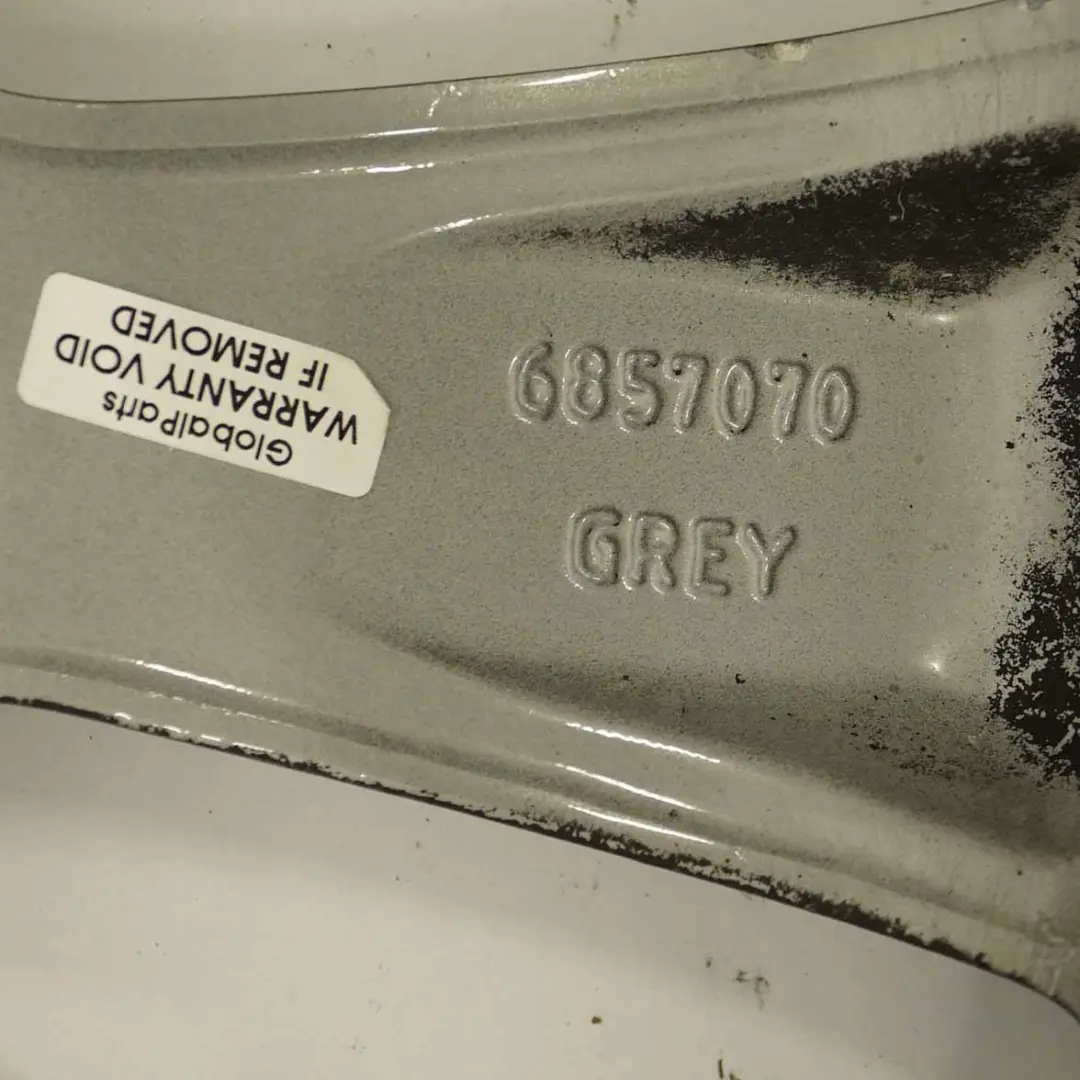 GlobalParts
WARRANTY VOID
IF REMOVED
6857070
GREY